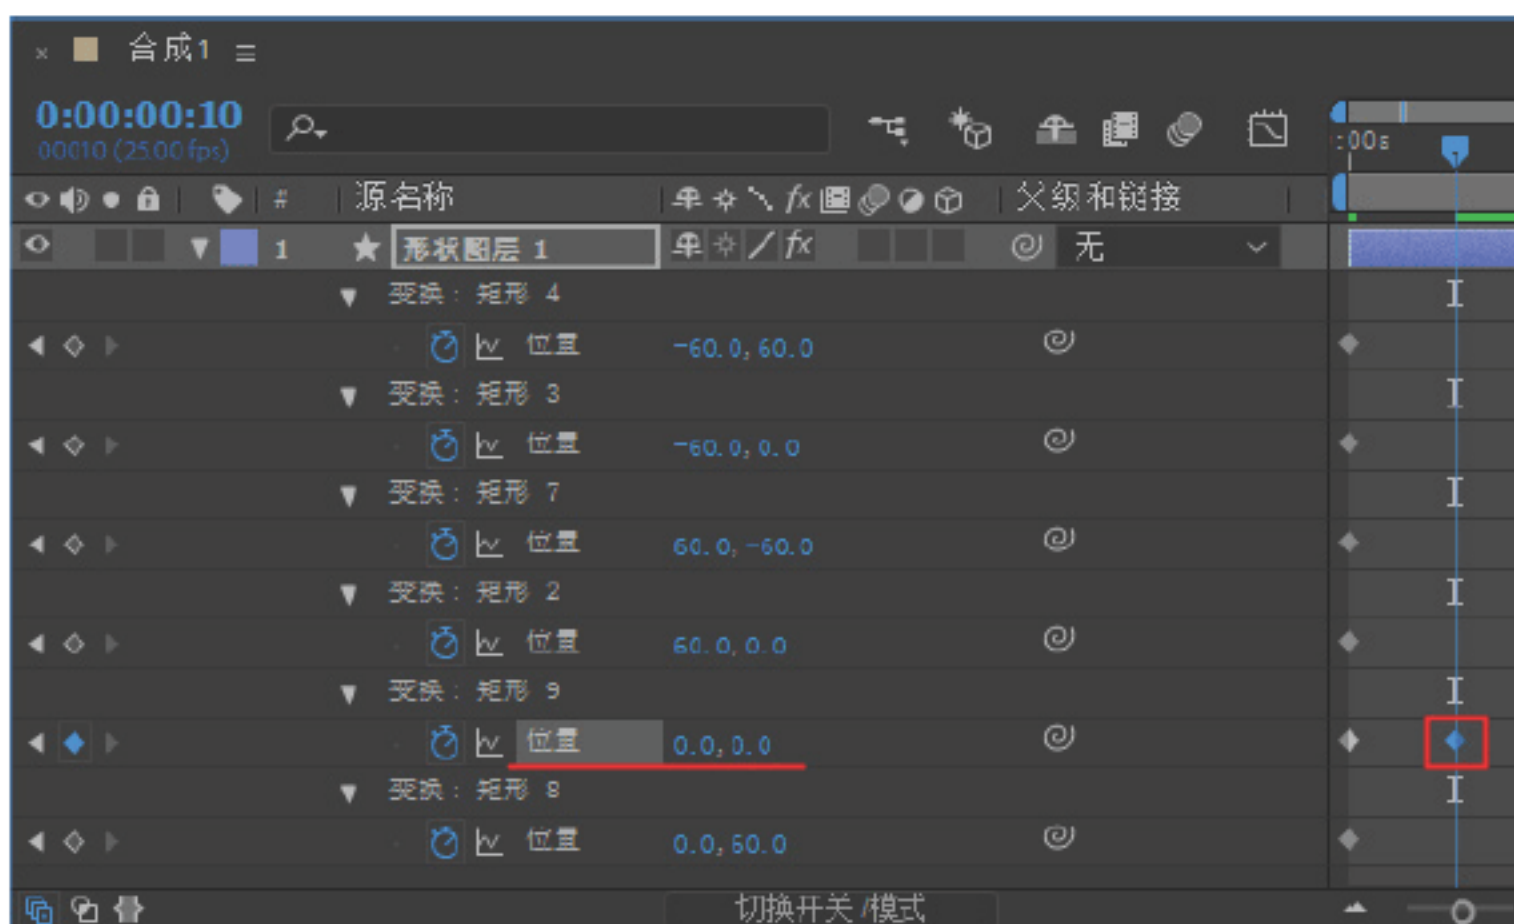 合成1
0:00:00:10
00010 (25.00 fps)
:00s
# 源名称 fx 父级和链接
1 形状图层 1 fx 无
变换: 矩形 4
位置 -60.0, 60.0
变换: 矩形 3
位置 -60.0, 0.0
变换: 矩形 7
位置 60.0, -60.0
变换: 矩形 2
位置 60.0, 0.0
变换: 矩形 9
位置 0.0, 0.0
变换: 矩形 8
位置 0.0, 60.0
切换开关/模式